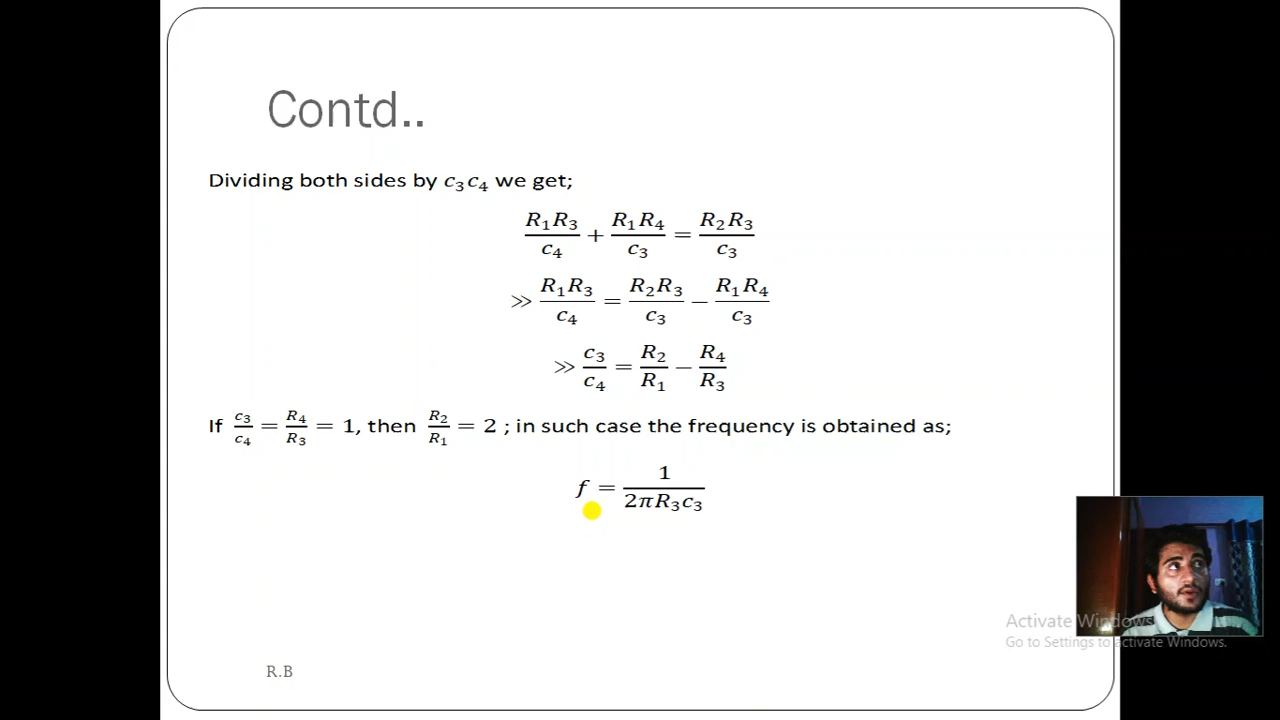 Contd..
Dividing both sides by c₃c₄ we get;
R₁R₃/c₄ + R₁R₄/c₃ = R₂R₃/c₃
≫ R₁R₃/c₄ = R₂R₃/c₃ − R₁R₄/c₃
≫ c₃/c₄ = R₂/R₁ − R₄/R₃
If c₃/c₄ = R₄/R₃ = 1, then R₂/R₁ = 2 ; in such case the frequency is obtained as;
f = 1/2πR₃c₃
Activate Windows
Go to Settings to activate Windows.
R.B